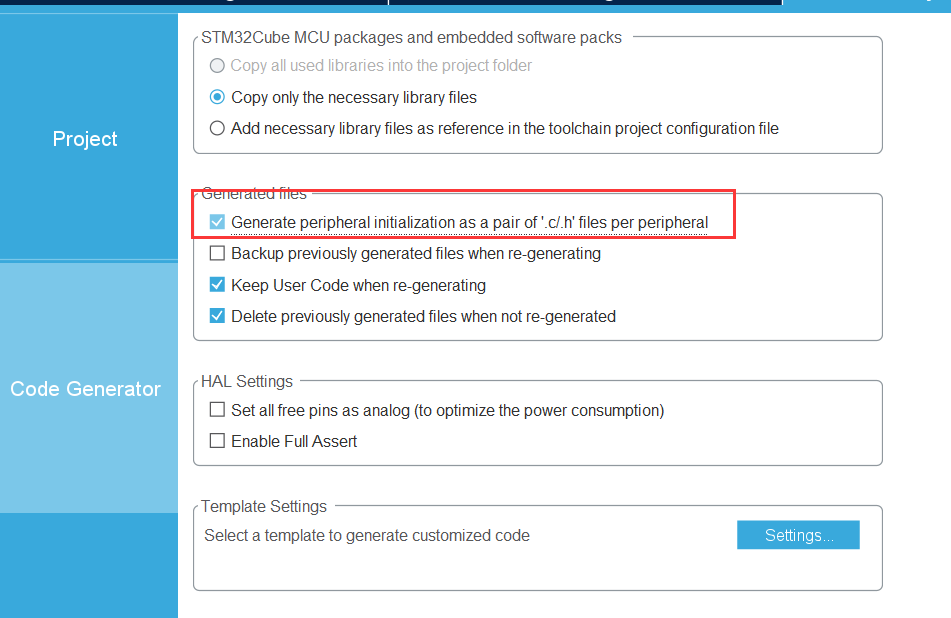 STM32Cube MCU packages and embedded software packs
Copy all used libraries into the project folder
Copy only the necessary library files
Add necessary library files as reference in the toolchain project configuration file
Project
Generated files
Generate peripheral initialization as a pair of '.c/.h' files per peripheral
Backup previously generated files when re-generating
Keep User Code when re-generating
Delete previously generated files when not re-generated
Code Generator
HAL Settings
Set all free pins as analog (to optimize the power consumption)
Enable Full Assert
Template Settings
Select a template to generate customized code
Settings...